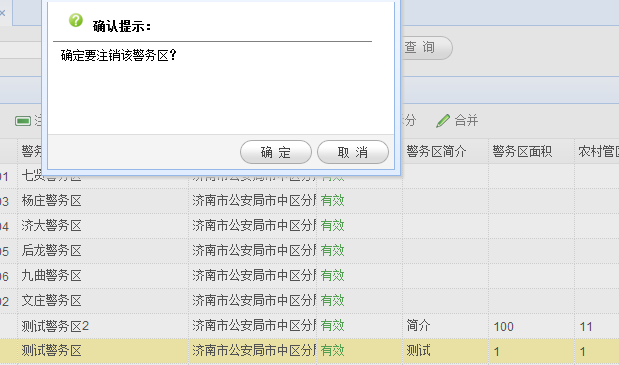 确认提示：
确定要注销该警务区？
确 定
取 消
查 询
合并
警务区简介 警务区面积 农村管区
01 七贤警务区 济南市公安局市中区分局 有效
03 杨庄警务区 济南市公安局市中区分局 有效
04 济大警务区 济南市公安局市中区分局 有效
05 后龙警务区 济南市公安局市中区分局 有效
06 九曲警务区 济南市公安局市中区分局 有效
02 文庄警务区 济南市公安局市中区分局 有效
测试警务区2 济南市公安局市中区分局 有效 简介 100 11
测试警务区 济南市公安局市中区分局 有效 测试 1 1